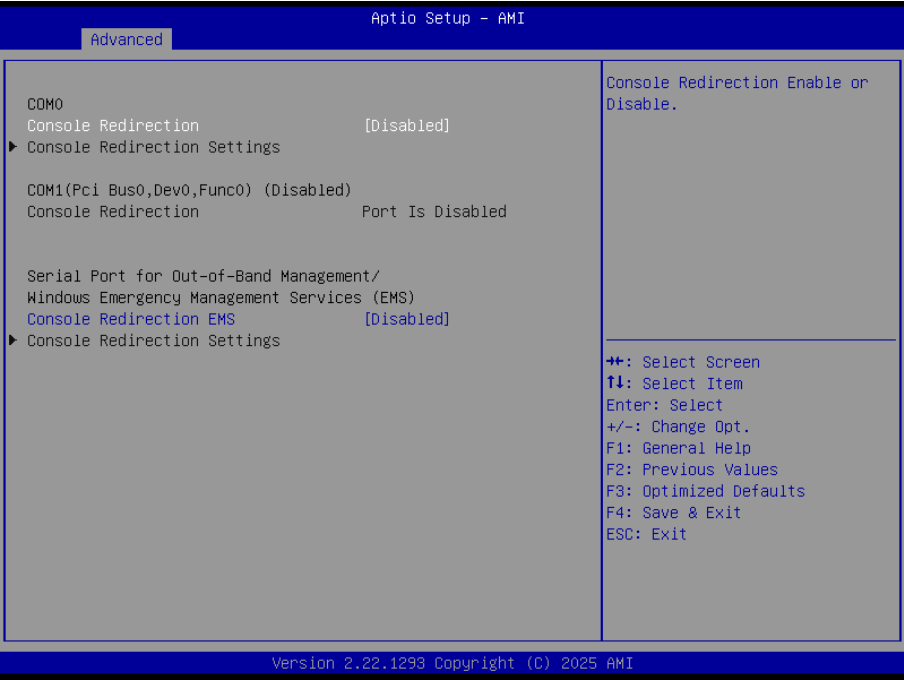 Aptio Setup – AMI
Advanced
COM0
Console Redirection [Disabled]
Console Redirection Settings
COM1(Pci Bus0,Dev0,Func0) (Disabled)
Console Redirection Port Is Disabled
Serial Port for Out-of-Band Management/
Windows Emergency Management Services (EMS)
Console Redirection EMS [Disabled]
Console Redirection Settings
Console Redirection Enable or
Disable.
→←: Select Screen
↑↓: Select Item
Enter: Select
+/-: Change Opt.
F1: General Help
F2: Previous Values
F3: Optimized Defaults
F4: Save & Exit
ESC: Exit
Version 2.22.1293 Copyright (C) 2025 AMI